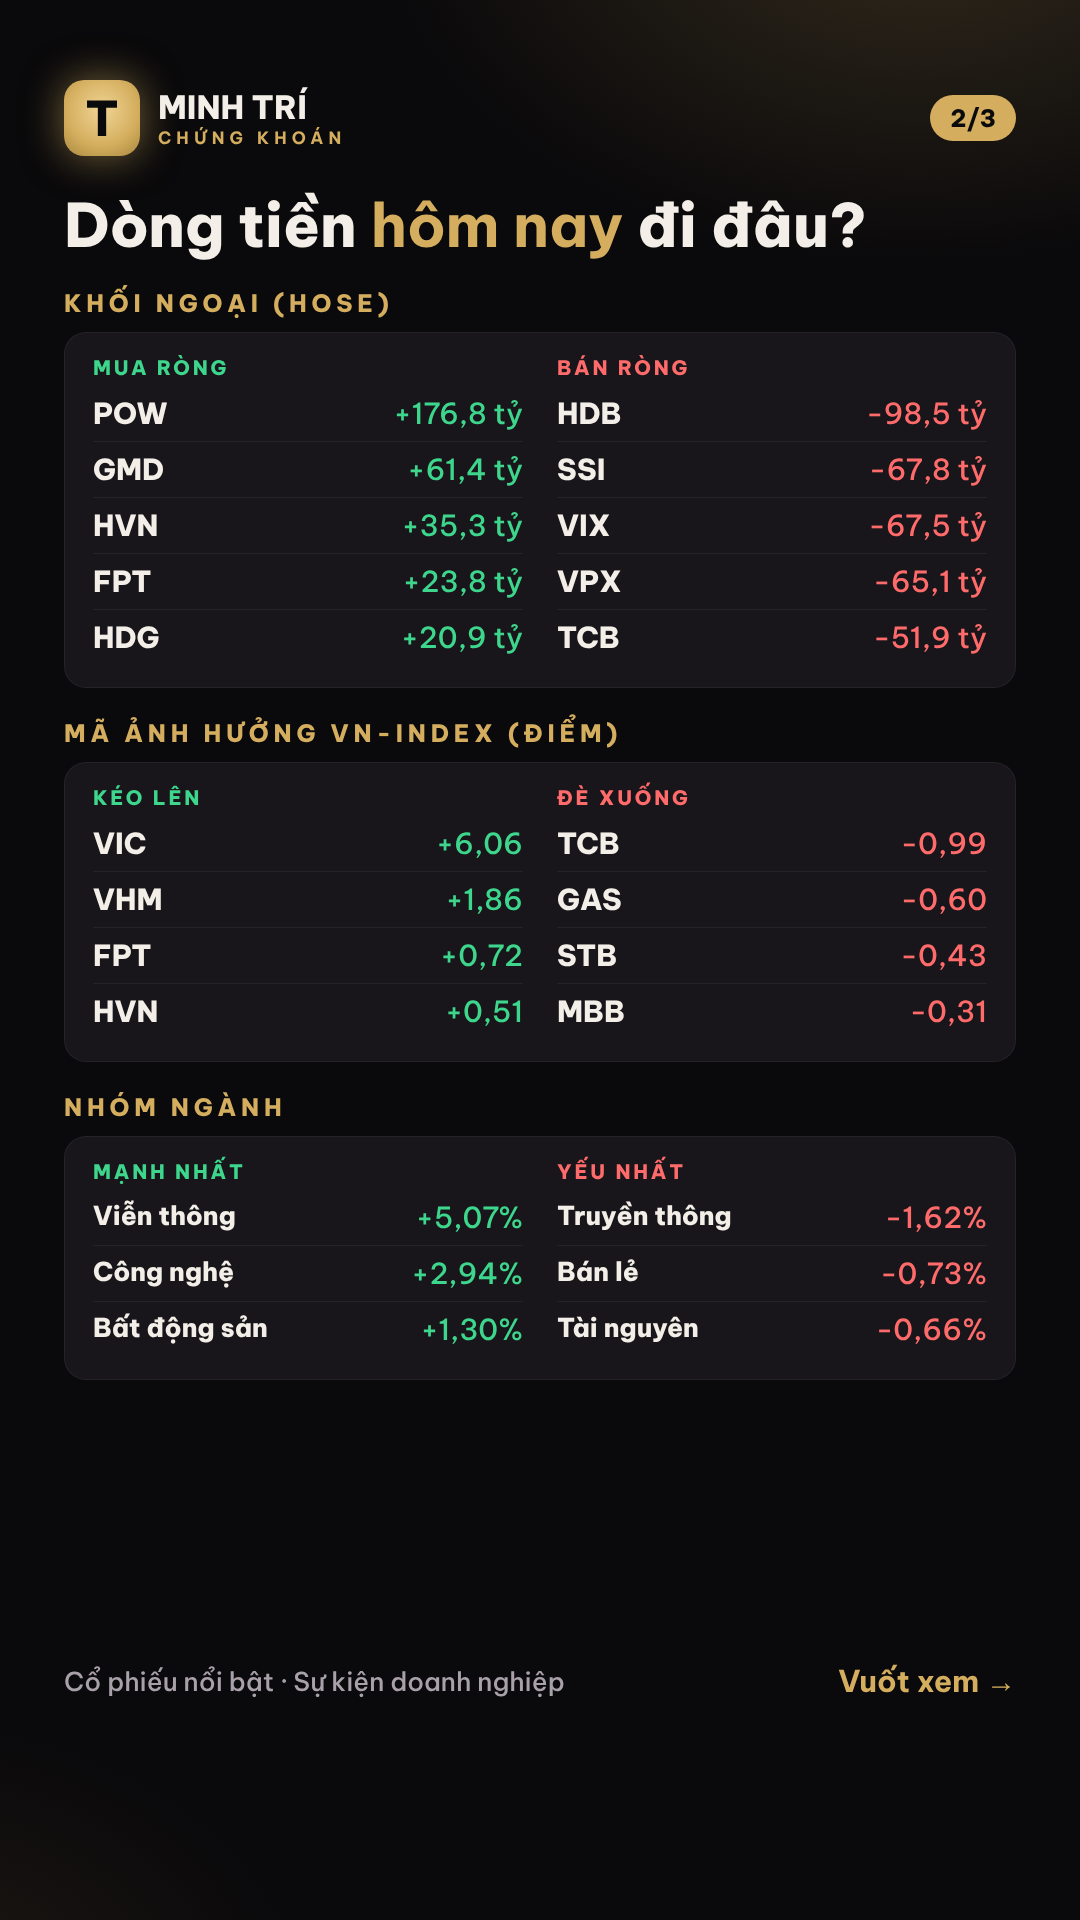 T
MINH TRÍ
CHỨNG KHOÁN
2/3
Dòng tiền hôm nay đi đâu?
KHỐI NGOẠI (HOSE)
MUA RÒNG
POW +176,8 tỷ
GMD +61,4 tỷ
HVN +35,3 tỷ
FPT +23,8 tỷ
HDG +20,9 tỷ
BÁN RÒNG
HDB -98,5 tỷ
SSI -67,8 tỷ
VIX -67,5 tỷ
VPX -65,1 tỷ
TCB -51,9 tỷ
MÃ ẢNH HƯỞNG VN-INDEX (ĐIỂM)
KÉO LÊN
VIC +6,06
VHM +1,86
FPT +0,72
HVN +0,51
ĐÈ XUỐNG
TCB -0,99
GAS -0,60
STB -0,43
MBB -0,31
NHÓM NGÀNH
MẠNH NHẤT
Viễn thông +5,07%
Công nghệ +2,94%
Bất động sản +1,30%
YẾU NHẤT
Truyền thông -1,62%
Bán lẻ -0,73%
Tài nguyên -0,66%
Cổ phiếu nổi bật · Sự kiện doanh nghiệp
Vuốt xem →